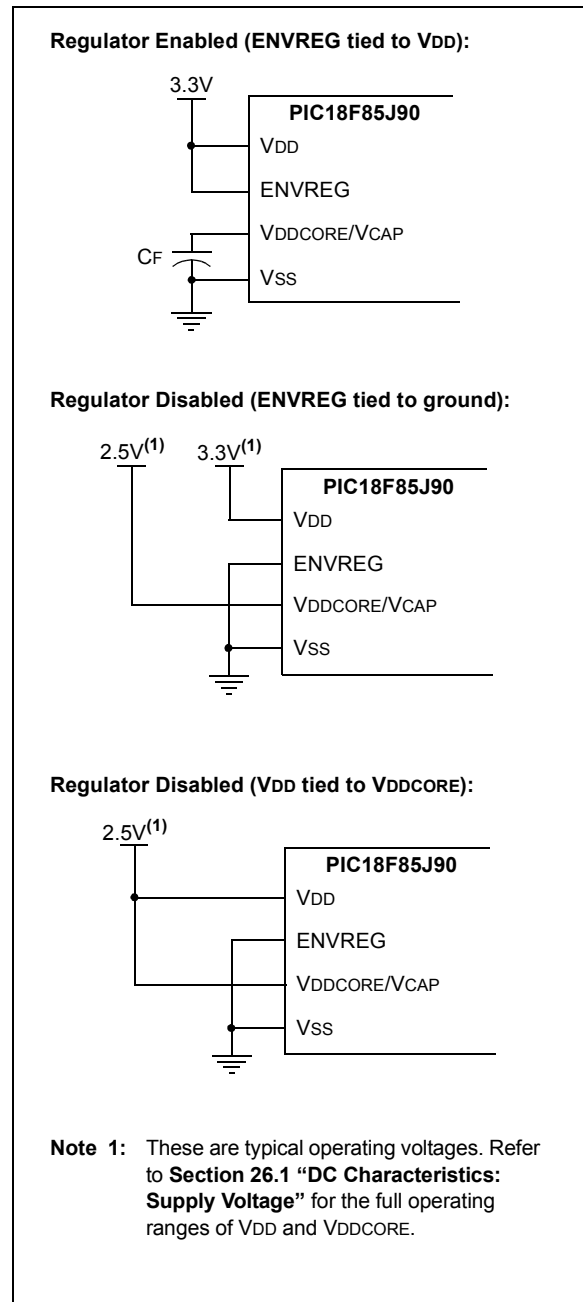 Regulator Enabled (ENVREG tied to VDD):
3.3V
PIC18F85J90
VDD
ENVREG
VDDCORE/VCAP
CF
VSS
Regulator Disabled (ENVREG tied to ground):
2.5V(1) 3.3V(1)
PIC18F85J90
VDD
ENVREG
VDDCORE/VCAP
VSS
Regulator Disabled (VDD tied to VDDCORE):
2.5V(1)
PIC18F85J90
VDD
ENVREG
VDDCORE/VCAP
VSS
Note 1: These are typical operating voltages. Refer
to Section 26.1 “DC Characteristics:
Supply Voltage” for the full operating
ranges of VDD and VDDCORE.